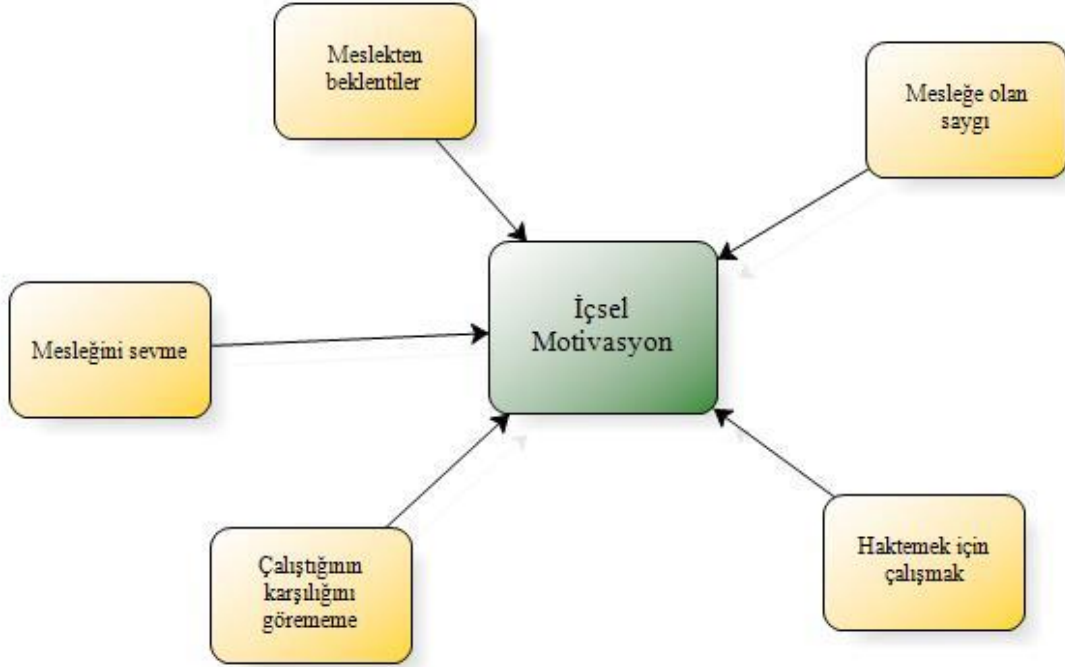 Meslekten
beklentiler
Mesleğe olan
saygı
İçsel
Motivasyon
Mesleğini sevme
Çalıştığının
karşılığını
görememe
Haktemek için
çalışmak